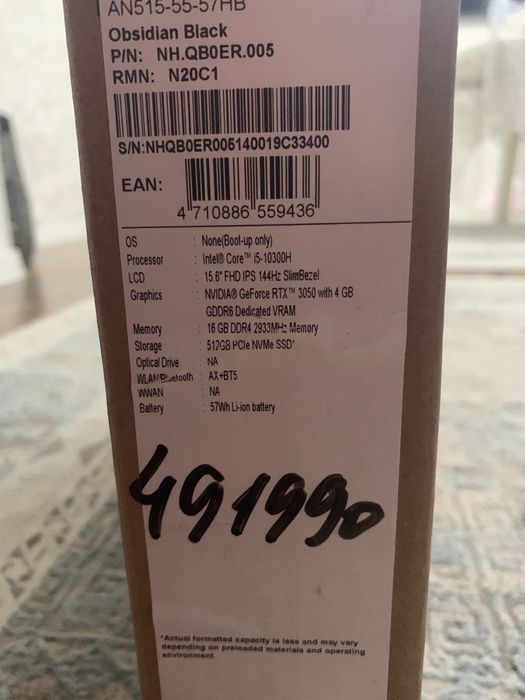 AN515-55-57HB
Obsidian Black
P/N: NH.QB0ER.005
RMN: N20C1
S/N:NHQB0ER005140019C33400
EAN:
4 710886 559436
OS : None(Boot-up only)
Processor : Intel® Core™ i5-10300H
LCD : 15.6" FHD IPS 144Hz SlimBezel
Graphics : NVIDIA® GeForce RTX™ 3050 with 4 GB
GDDR6 Dedicated VRAM
Memory : 16 GB DDR4 2933MHz Memory
Storage : 512GB PCIe NVMe SSD*
Optical Drive : NA
WLAN/Bluetooth : AX+BT5
WWAN : NA
Battery : 57Wh Li-ion battery
491990
*Actual formatted capacity is less and may vary
depending on preloaded materials and operating
environment.